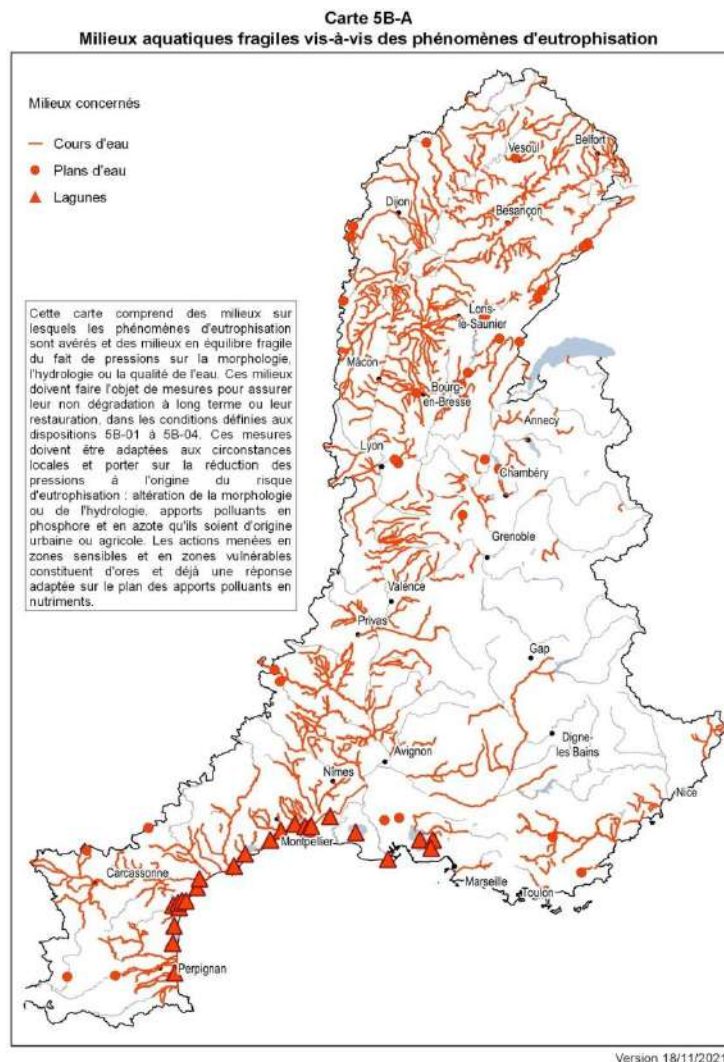 Carte 5B-A
Milieux aquatiques fragiles vis-à-vis des phénomènes d'eutrophisation
Milieux concernés
Cours d'eau
Plans d'eau
Lagunes
Vesoul
Belfort
Dijon
Besançon
Cette carte comprend des milieux sur
lesquels les phénomènes d'eutrophisation
sont avérés et des milieux en équilibre fragile
du fait de pressions sur la morphologie,
l'hydrologie ou la qualité de l'eau. Ces milieux
doivent faire l'objet de mesures pour assurer
leur non dégradation à long terme ou leur
restauration, dans les conditions définies aux
dispositions 5B-01 à 5B-04. Ces mesures
doivent être adaptées aux circonstances
locales et porter sur la réduction des
pressions à l'origine du risque
d'eutrophisation : altération de la morphologie
ou de l'hydrologie, apports polluants en
phosphore et en azote qu'ils soient d'origine
urbaine ou agricole. Les actions menées en
zones sensibles et en zones vulnérables
constituent d'ores et déjà une réponse
adaptée sur le plan des apports polluants en
nutriments.
Lons-
le-Saunier
Mâcon
Bourg-
en-Bresse
Annecy
Lyon
Chambéry
Grenoble
Valence
Privas
Gap
Digne-
les Bains
Avignon
Nîmes
Nice
Montpellier
Carcassonne
Marseille
Toulon
Perpignan
Version 18/11/2021